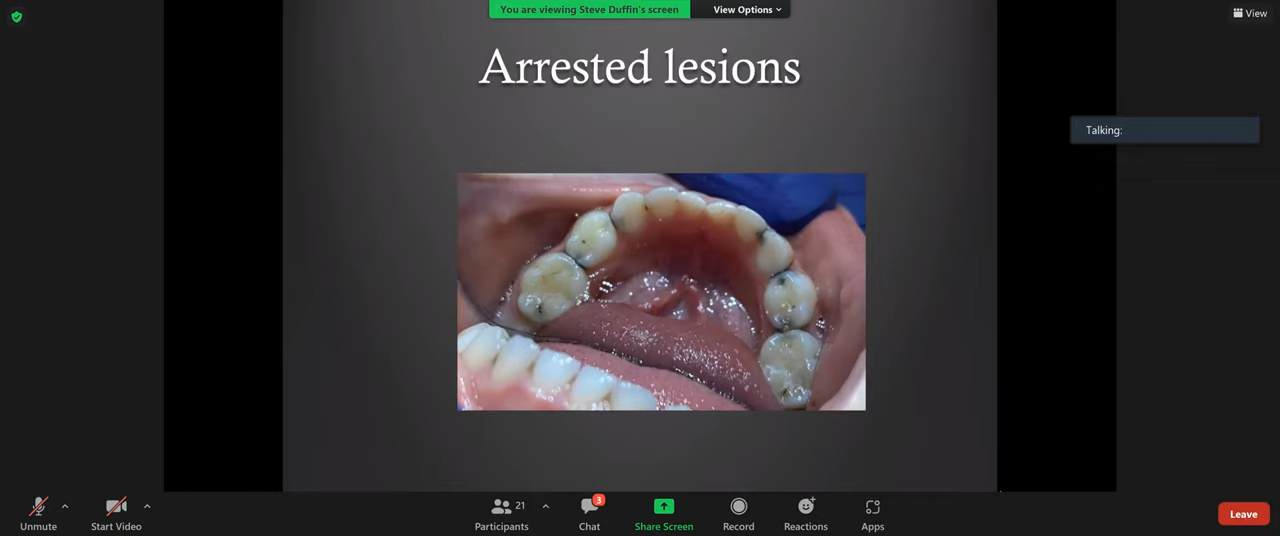 You are viewing Steve Duffin's screen
View Options
View
Arrested lesions
Talking:
Unmute
Start Video
21
Participants
3
Chat
Share Screen
Record
Reactions
Apps
Leave